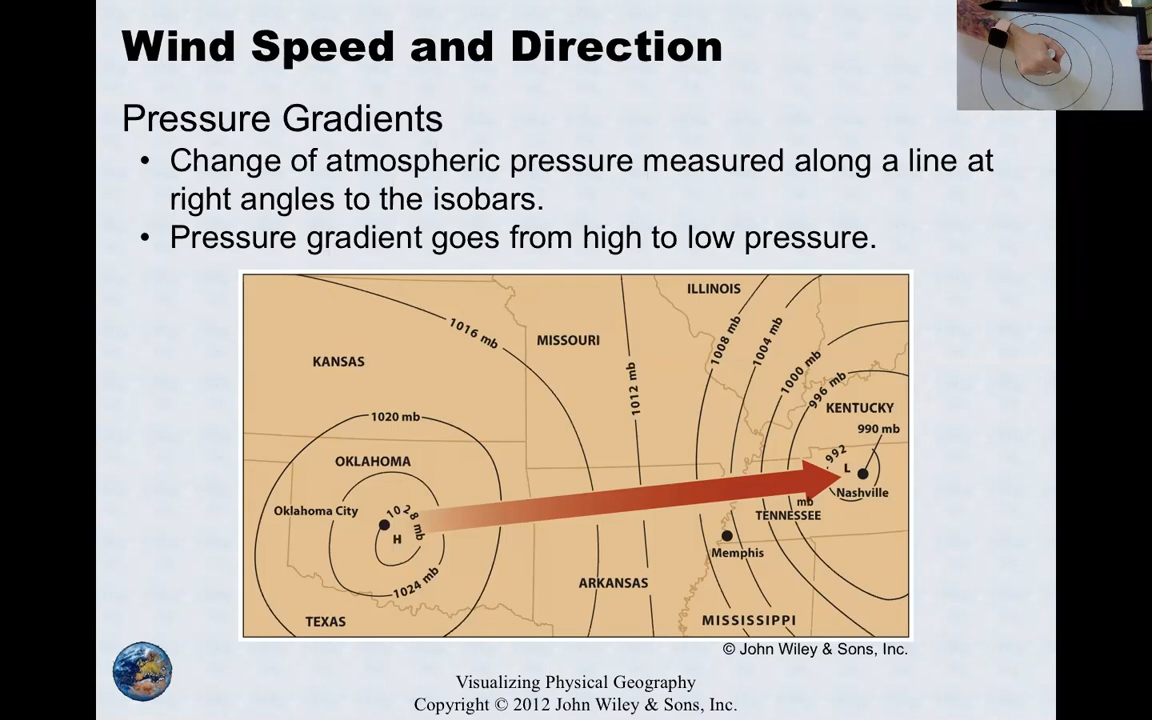 Wind Speed and Direction
Pressure Gradients
• Change of atmospheric pressure measured along a line at
right angles to the isobars.
• Pressure gradient goes from high to low pressure.
ILLINOIS
1016 mb
MISSOURI
1008 mb
1004 mb
KANSAS
1012 mb
1000 mb
996 mb
1020 mb
KENTUCKY
990 mb
OKLAHOMA
992
L
Nashville
mb
Oklahoma City
1028 mb
TENNESSEE
H
Memphis
1024 mb
ARKANSAS
TEXAS
MISSISSIPPI
© John Wiley & Sons, Inc.
Visualizing Physical Geography
Copyright © 2012 John Wiley & Sons, Inc.